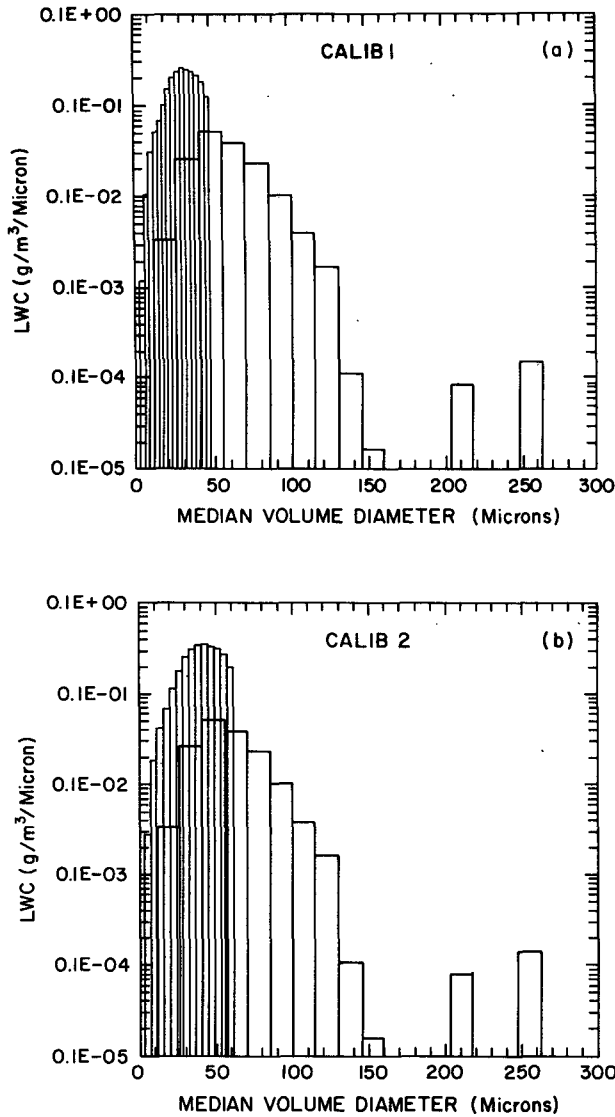 0.1E+00
CALIB 1
(a)
0.1E-01
0.1E-02
0.1E-03
0.1E-04
0.1E-05
LWC (g/m³/Micron)
0 50 100 150 200 250 300
MEDIAN VOLUME DIAMETER (Microns)
0.1E+00
CALIB 2
(b)
0.1E-01
0.1E-02
0.1E-03
0.1E-04
0.1E-05
LWC (g/m³/Micron)
0 50 100 150 200 250 300
MEDIAN VOLUME DIAMETER (Microns)